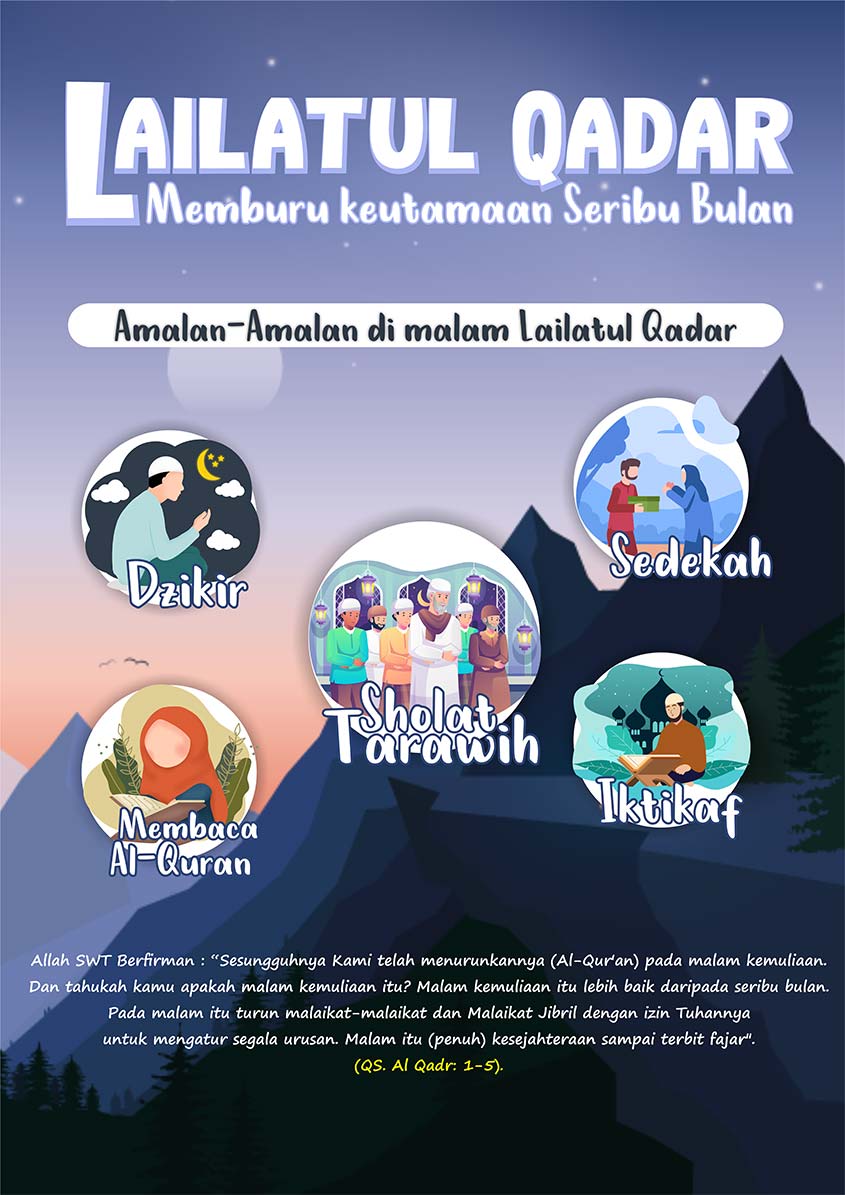 LAILATUL QADAR
Memburu keutamaan Seribu Bulan
Amalan-Amalan di malam Lailatul Qadar
Dzikir
Sedekah
Sholat
Tarawih
Membaca
Al-Quran
Iktikaf
Allah SWT Berfirman : “Sesungguhnya Kami telah menurunkannya (Al-Qur'an) pada malam kemuliaan.
Dan tahukah kamu apakah malam kemuliaan itu? Malam kemuliaan itu lebih baik daripada seribu bulan.
Pada malam itu turun malaikat-malaikat dan Malaikat Jibril dengan izin Tuhannya
untuk mengatur segala urusan. Malam itu (penuh) kesejahteraan sampai terbit fajar".
(QS. Al Qadr: 1-5).